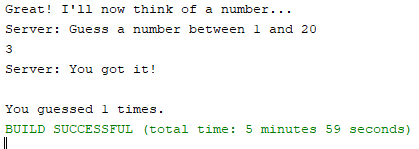 Great! I'll now think of a number...
Server: Guess a number between 1 and 20
3
Server: You got it!
You guessed 1 times.
BUILD SUCCESSFUL (total time: 5 minutes 59 seconds)